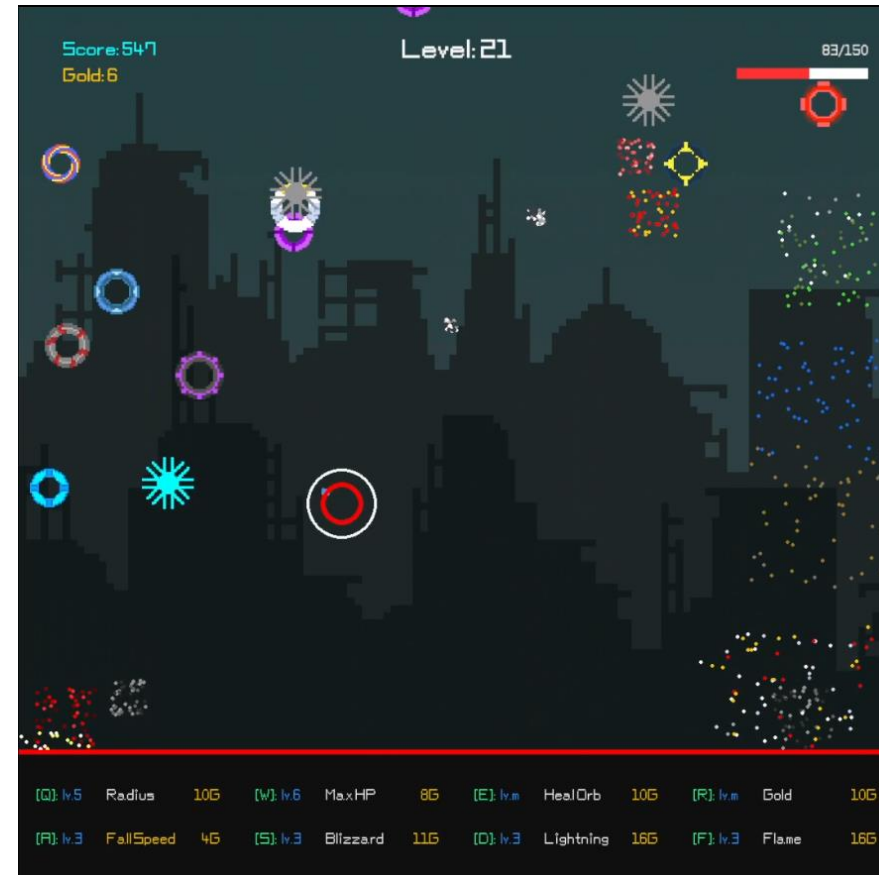 Score:547
Level:21
83/150
Gold:6
[Q]: lv.5 Radius 10G [W]: lv.6 MaxHP 8G [E]: lv.m HealOrb 10G [R]: lv.m Gold 10G
[A]: lv.3 FallSpeed 4G [S]: lv.3 Blizzard 11G [D]: lv.3 Lightning 16G [F]: lv.3 Flame 16G